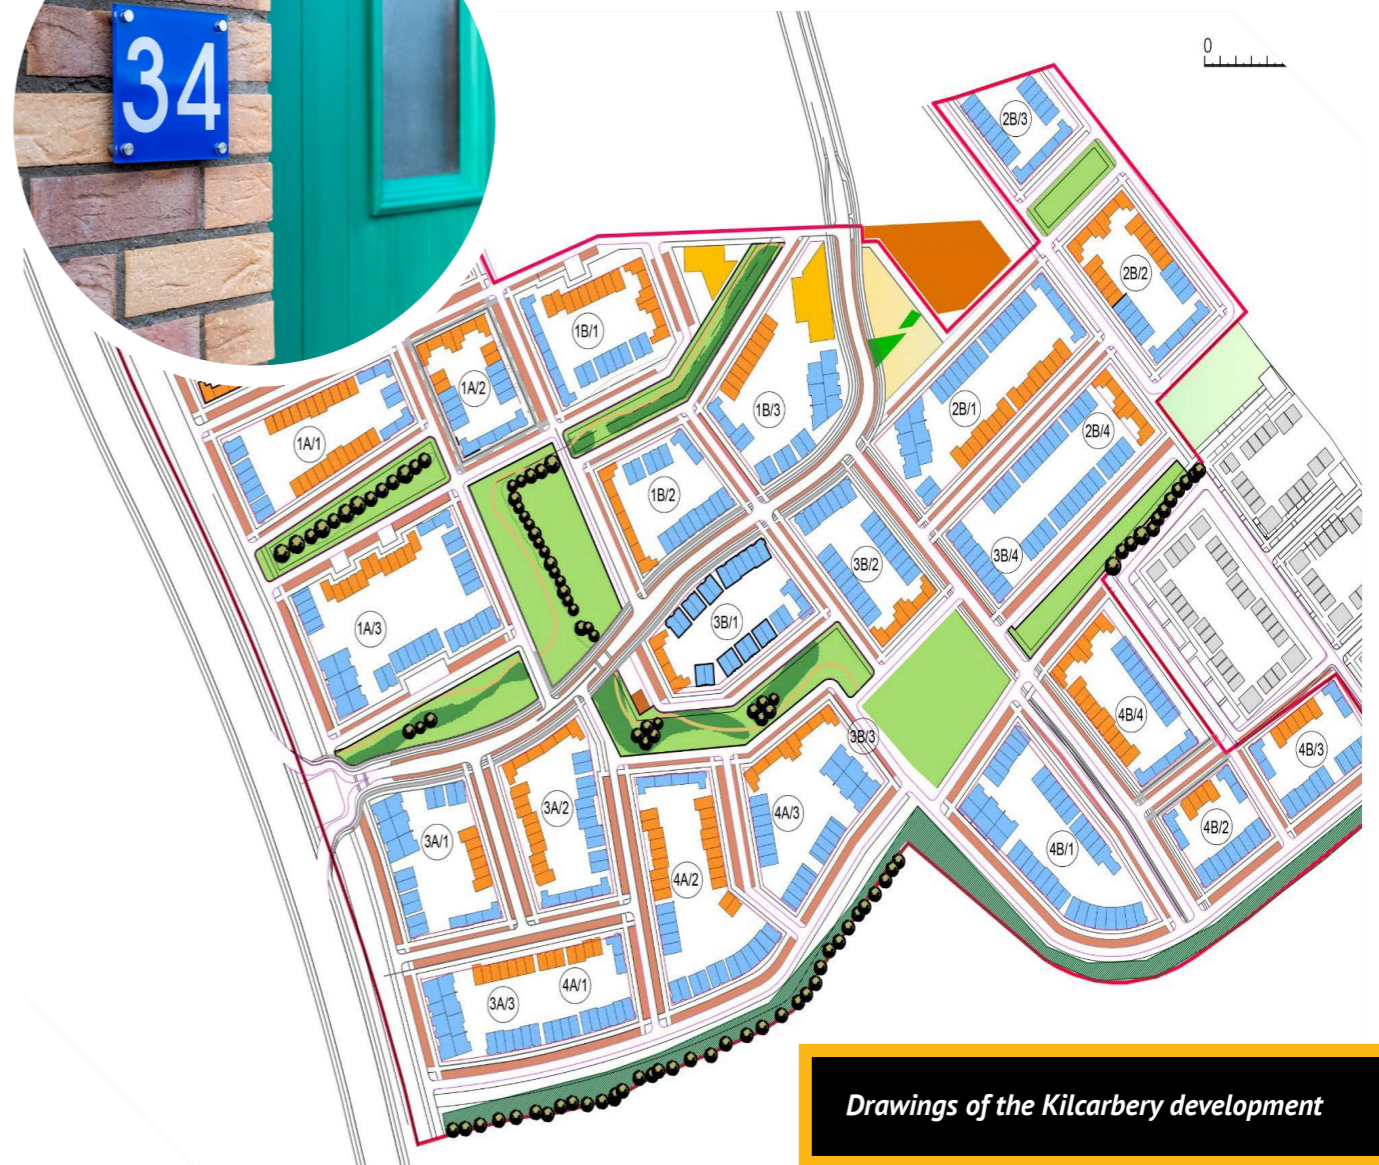 34
0
2B/3
2B/2
1B/1
1A/2
1B/3
2B/1
2B/4
1A/1
1B/2
3B/4
3B/2
3B/1
1A/3
4B/4
3B/3
4B/3
3A/2
4A/3
4B/2
3A/1
4B/1
4A/2
4A/1
3A/3
Drawings of the Kilcarbery development